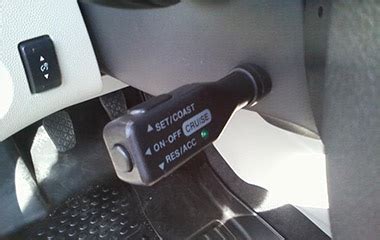 ▲ SET/COAST
◀ ON-OFF CRUISE
▼ RES/ACC